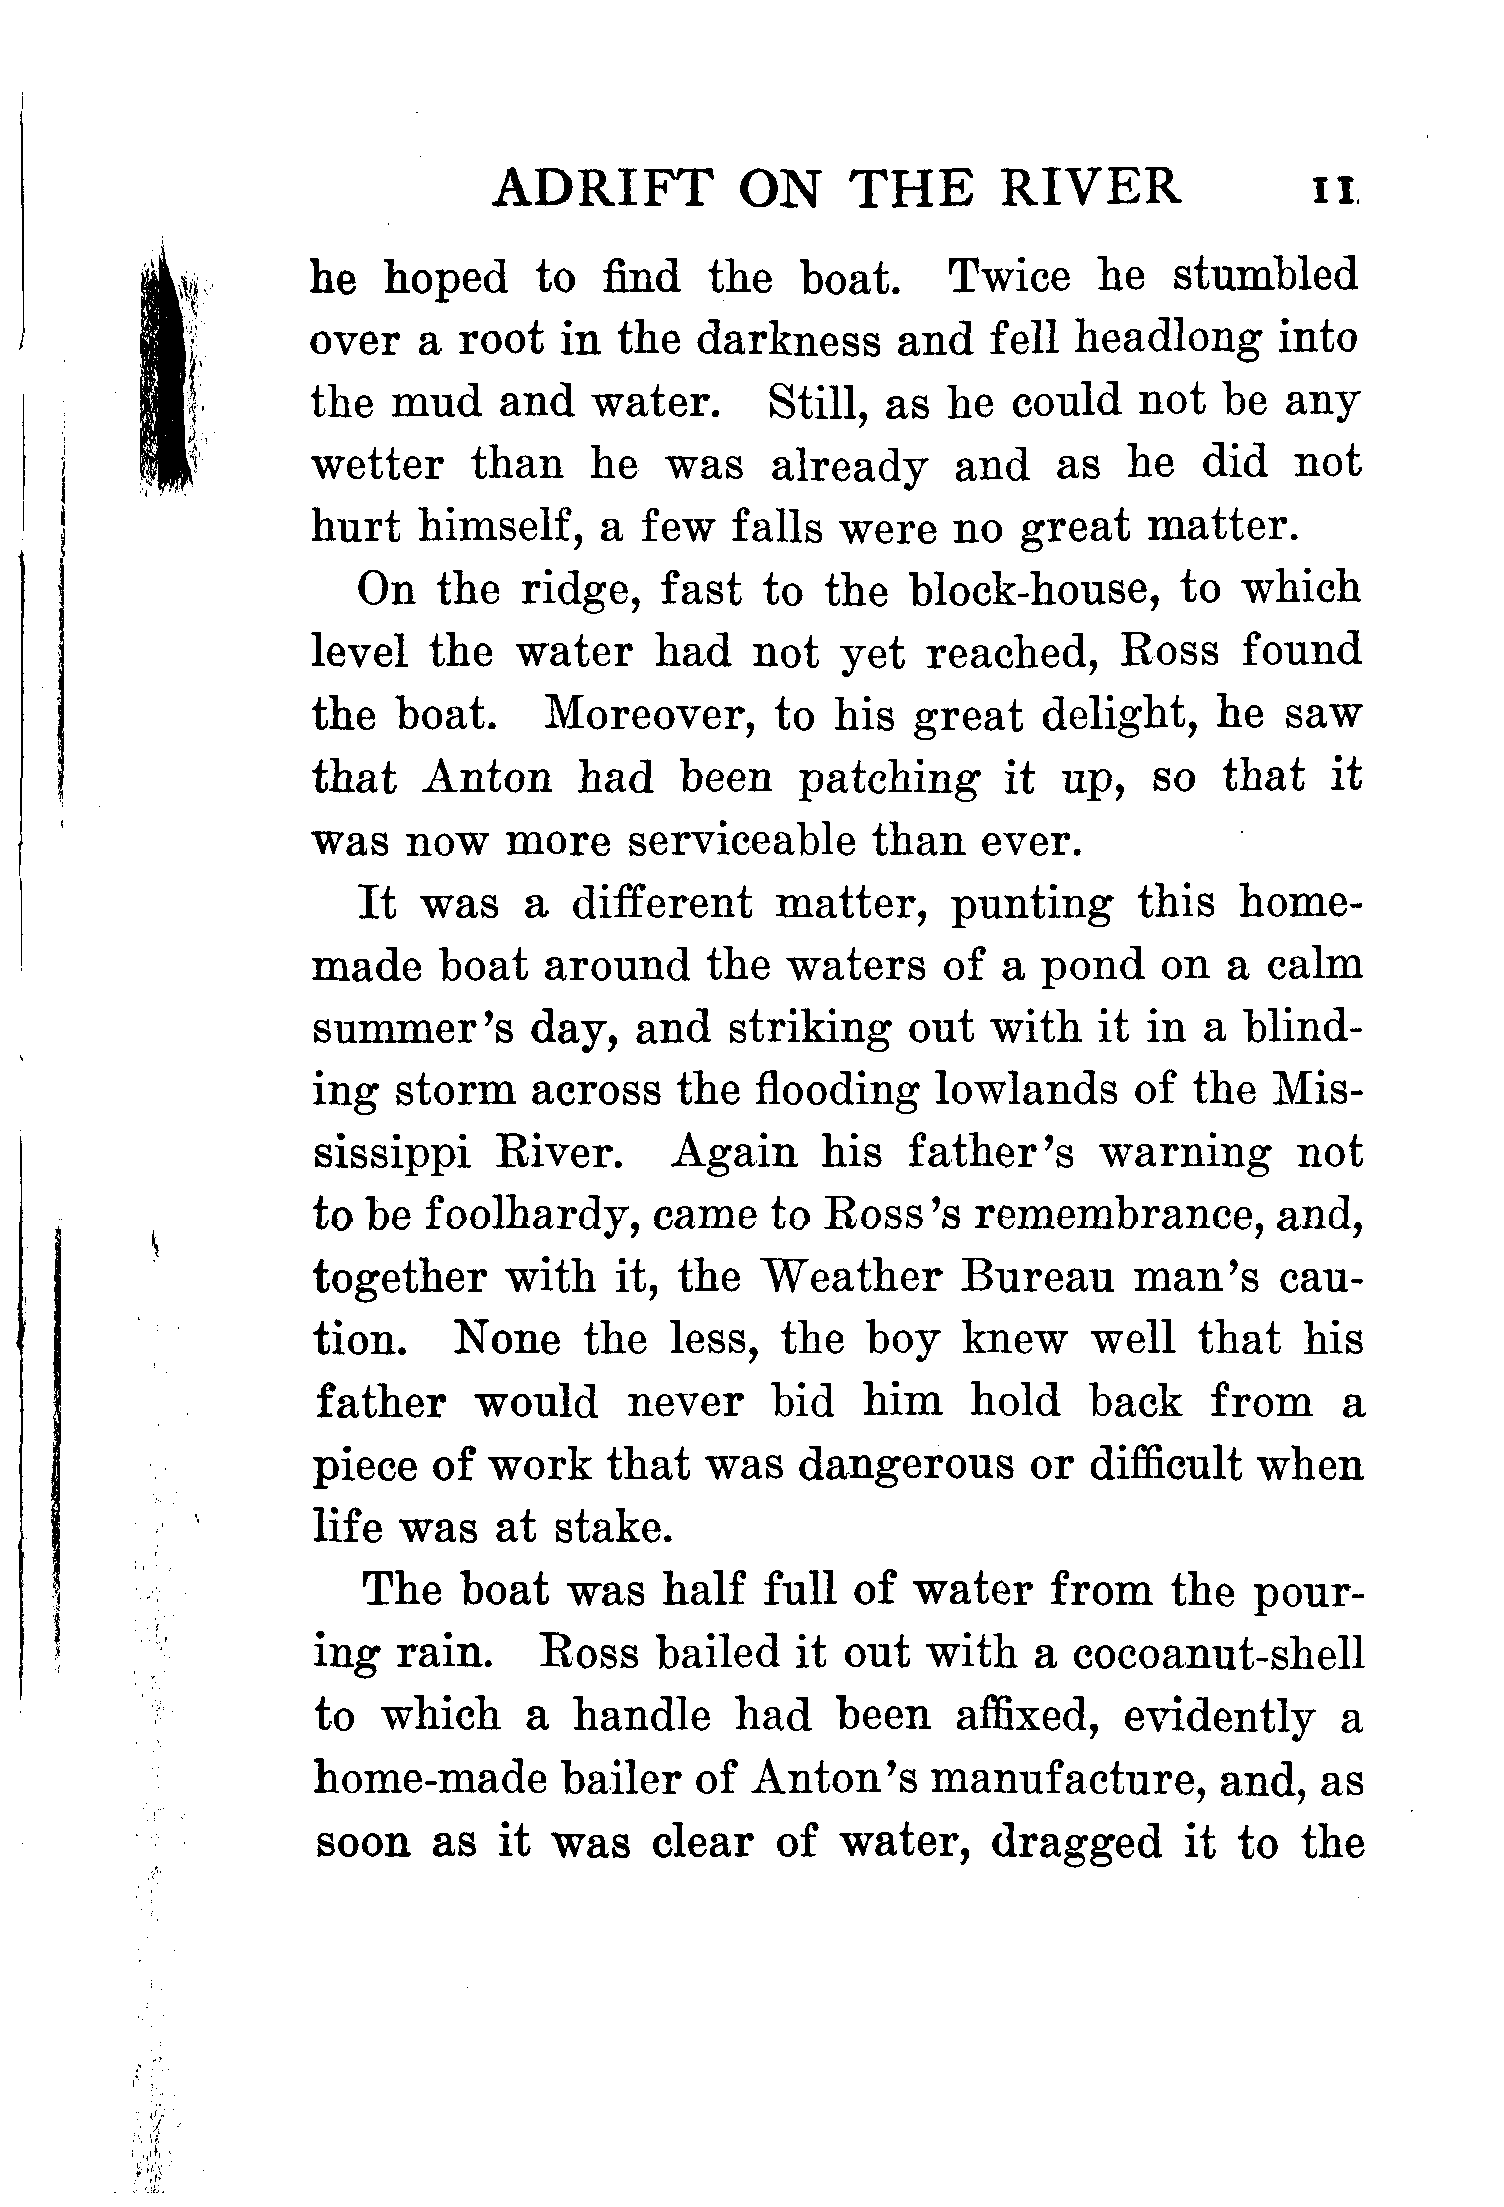 ADRIFT ON THE RIVER 11
he hoped to find the boat. Twice he stumbled
over a root in the darkness and fell headlong into
the mud and water. Still, as he could not be any
wetter than he was already and as he did not
hurt himself, a few falls were no great matter.
On the ridge, fast to the block-house, to which
level the water had not yet reached, Ross found
the boat. Moreover, to his great delight, he saw
that Anton had been patching it up, so that it
was now more serviceable than ever.
It was a different matter, punting this home-
made boat around the waters of a pond on a calm
summer's day, and striking out with it in a blind-
ing storm across the flooding lowlands of the Mis-
sissippi River. Again his father's warning not
to be foolhardy, came to Ross's remembrance, and,
together with it, the Weather Bureau man's cau-
tion. None the less, the boy knew well that his
father would never bid him hold back from a
piece of work that was dangerous or difficult when
life was at stake.
The boat was half full of water from the pour-
ing rain. Ross bailed it out with a cocoanut-shell
to which a handle had been affixed, evidently a
home-made bailer of Anton's manufacture, and, as
soon as it was clear of water, dragged it to the